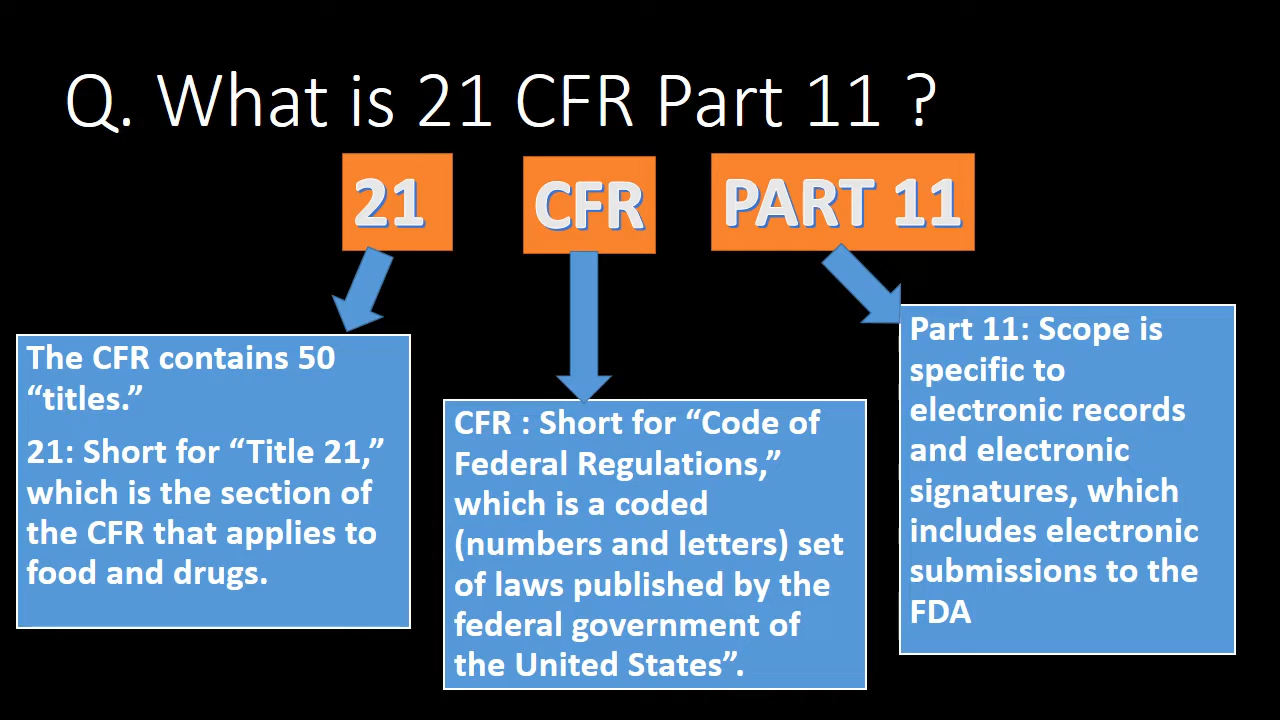 Q. What is 21 CFR Part 11 ?
21
CFR
PART 11
The CFR contains 50
“titles.”
21: Short for “Title 21,”
which is the section of
the CFR that applies to
food and drugs.
CFR : Short for “Code of
Federal Regulations,”
which is a coded
(numbers and letters) set
of laws published by the
federal government of
the United States”.
Part 11: Scope is
specific to
electronic records
and electronic
signatures, which
includes electronic
submissions to the
FDA